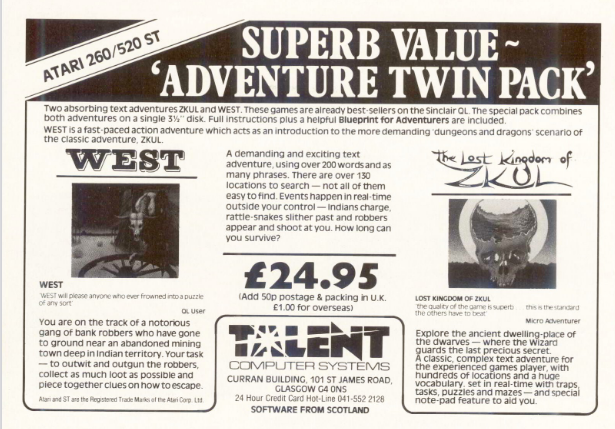 ATARI 260/520 ST
SUPERB VALUE ~
'ADVENTURE TWIN PACK'
Two absorbing text adventures ZKUL and WEST. These games are already best-sellers on the Sinclair QL. The special pack combines
both adventures on a single 3½" disk. Full instructions plus a helpful Blueprint for Adventurers are included.
WEST is a fast-paced action adventure which acts as an introduction to the more demanding 'dungeons and dragons' scenario of
the classic adventure, ZKUL.
WEST
WEST
'WEST will please anyone who ever frowned into a puzzle
of any sort'
QL User
You are on the track of a notorious
gang of bank robbers who have gone
to ground near an abandoned mining
town deep in Indian territory. Your task
— to outwit and outgun the robbers,
collect as much loot as possible and
piece together clues on how to escape.
Atari and ST are the Registered Trade Marks of the Atari Corp. Ltd.
A demanding and exciting text
adventure, using over 200 words and as
many phrases. There are over 130
locations to search — not all of them
easy to find. Events happen in real-time
outside your control — Indians charge,
rattle-snakes slither past and robbers
appear and shoot at you. How long can
you survive?
£24.95
(Add 50p postage & packing in U.K.
£1.00 for overseas)
TALENT
COMPUTER SYSTEMS
CURRAN BUILDING, 101 ST JAMES ROAD,
GLASGOW G4 0NS
24 Hour Credit Card Hot-Line 041-552 2128
SOFTWARE FROM SCOTLAND
The Lost Kingdom of
ZKUL
LOST KINGDOM OF ZKUL
'the quality of the game is superb this is the standard
the others have to beat'
Micro Adventurer
Explore the ancient dwelling-place of
the dwarves — where the Wizard
guards the last precious secret.
A classic, complex text adventure for
the experienced games player, with
hundreds of locations and a huge
vocabulary, set in real-time with traps,
tasks, puzzles and mazes — and special
note-pad feature to aid you.